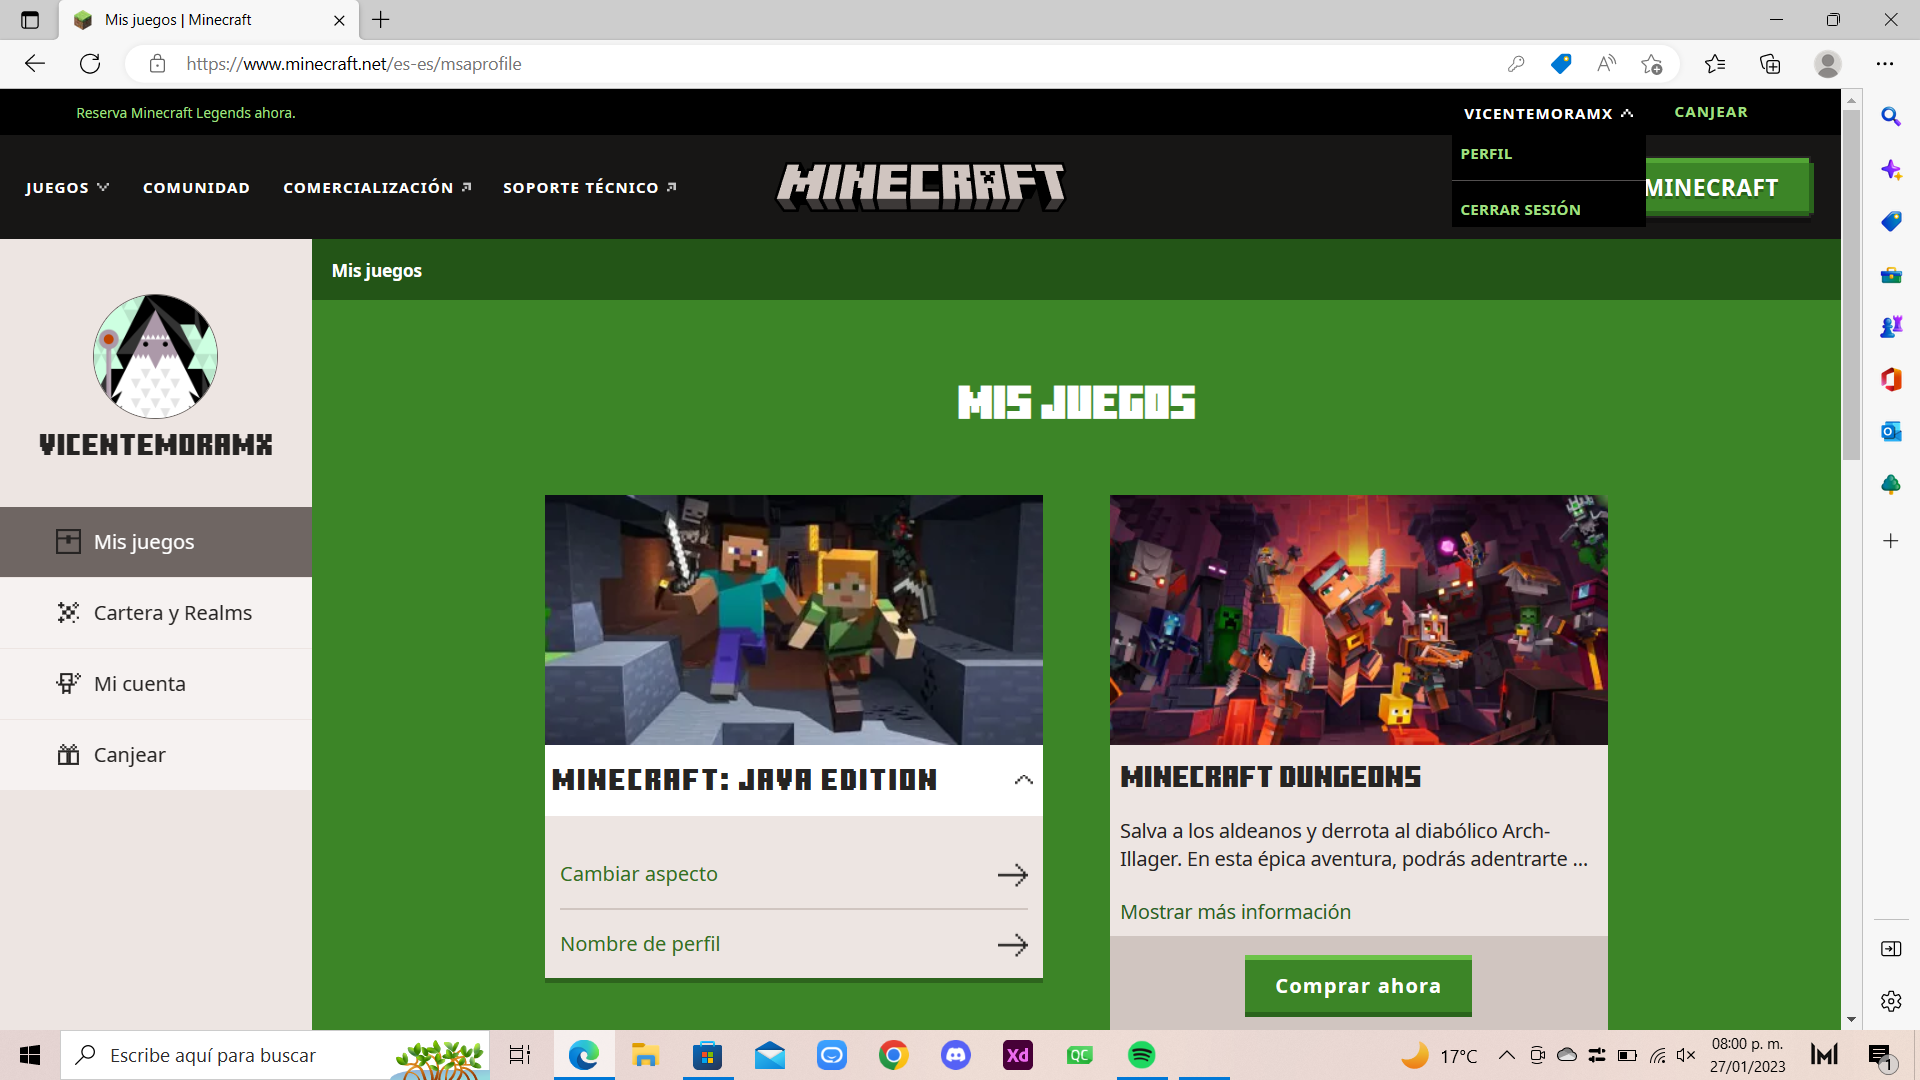 Mis juegos | Minecraft
https://www.minecraft.net/es-es/msaprofile
Reserva Minecraft Legends ahora.
VICENTEMORAMX
CANJEAR
PERFIL
CERRAR SESIÓN
JUEGOS
COMUNIDAD
COMERCIALIZACIÓN
SOPORTE TÉCNICO
MINECRAFT
MINECRAFT
Mis juegos
VICENTEMORAMX
Mis juegos
Cartera y Realms
Mi cuenta
Canjear
MIS JUEGOS
MINECRAFT: JAVA EDITION
Cambiar aspecto
Nombre de perfil
MINECRAFT DUNGEONS
Salva a los aldeanos y derrota al diabólico Arch-
Illager. En esta épica aventura, podrás adentrarte ...
Mostrar más información
Comprar ahora
Escribe aquí para buscar
Xd
QC
17°C
08:00 p. m.
27/01/2023
1